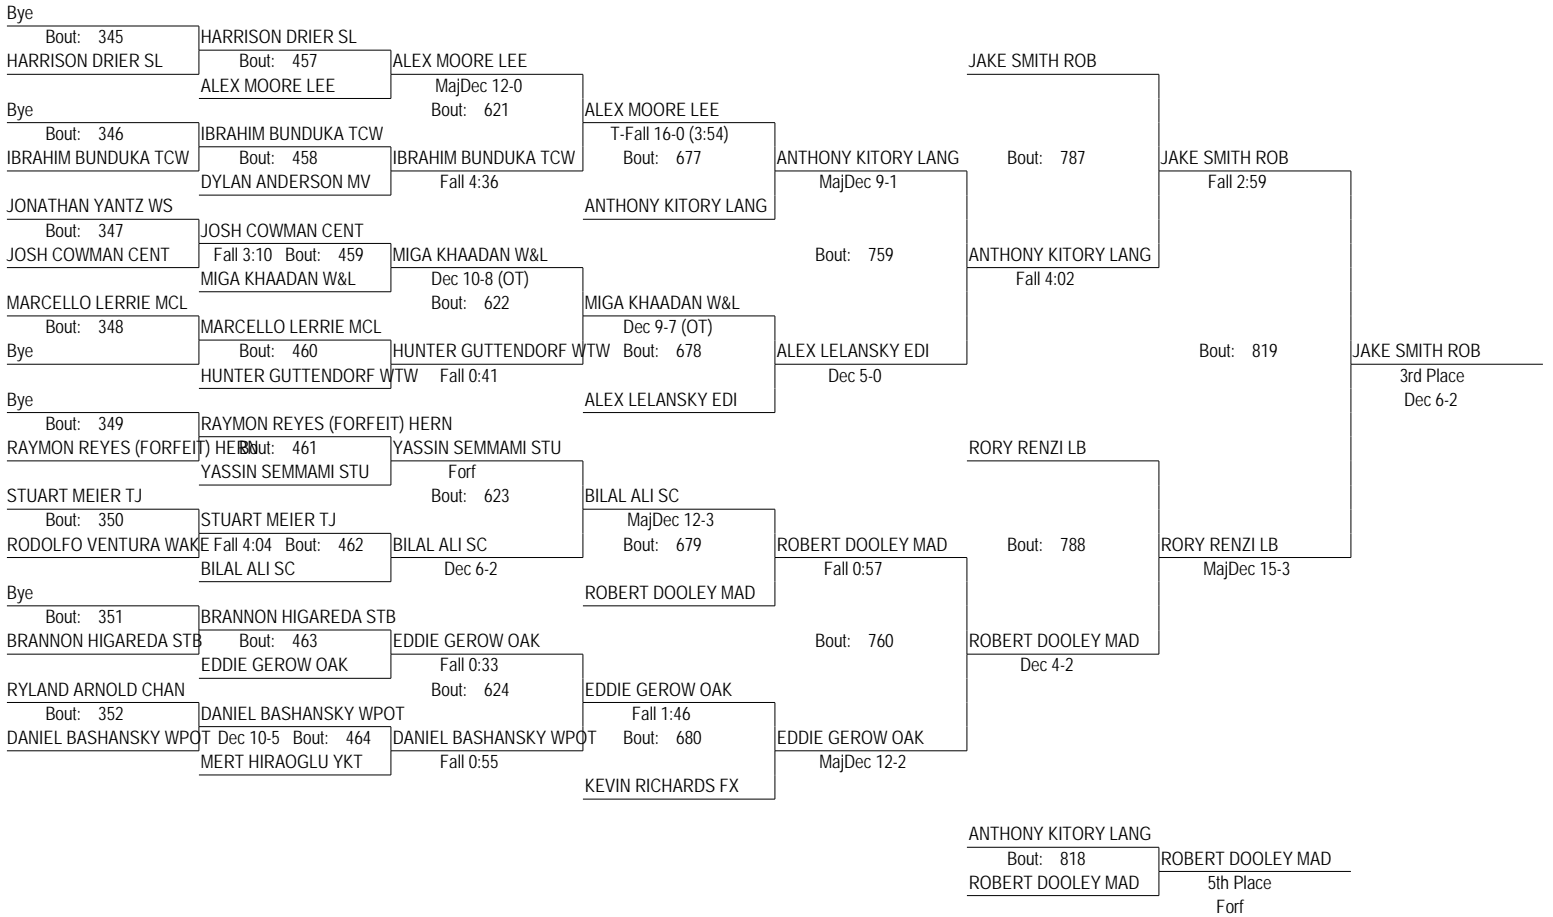 Bye
Bout: 345
HARRISON DRIER SL
HARRISON DRIER SL
Bout: 457
ALEX MOORE LEE
ALEX MOORE LEE
MajDec 12-0
Bout: 621
Bye
Bout: 346
IBRAHIM BUNDUKA TCW
IBRAHIM BUNDUKA TCW
Bout: 458
DYLAN ANDERSON MV
IBRAHIM BUNDUKA TCW
Fall 4:36
ALEX MOORE LEE
T-Fall 16-0 (3:54)
Bout: 677
ANTHONY KITORY LANG
JONATHAN YANTZ WS
Bout: 347
JOSH COWMAN CENT
JOSH COWMAN CENT
Fall 3:10 Bout: 459
MIGA KHAADAN W&L
MIGA KHAADAN W&L
Dec 10-8 (OT)
Bout: 622
MARCELLO LERRIE MCL
Bout: 348
Bye
MARCELLO LERRIE MCL
Bout: 460
HUNTER GUTTENDORF WTW
HUNTER GUTTENDORF WTW
Fall 0:41
MIGA KHAADAN W&L
Dec 9-7 (OT)
Bout: 678
ALEX LELANSKY EDI
ANTHONY KITORY LANG
MajDec 9-1
Bout: 759
ALEX LELANSKY EDI
Dec 5-0
JAKE SMITH ROB
Bout: 787
ANTHONY KITORY LANG
Fall 4:02
JAKE SMITH ROB
Fall 2:59
Bye
Bout: 349
RAYMON REYES (FORFEIT) HERN
RAYMON REYES (FORFEIT) HERN
Bout: 461
YASSIN SEMMAMI STU
YASSIN SEMMAMI STU
Forf
Bout: 623
STUART MEIER TJ
Bout: 350
RODOLFO VENTURA WAKE
STUART MEIER TJ
Fall 4:04 Bout: 462
BILAL ALI SC
BILAL ALI SC
Dec 6-2
BILAL ALI SC
MajDec 12-3
Bout: 679
ROBERT DOOLEY MAD
Bye
Bout: 351
BRANNON HIGAREDA STB
BRANNON HIGAREDA STB
Bout: 463
EDDIE GEROW OAK
EDDIE GEROW OAK
Fall 0:33
Bout: 624
RYLAND ARNOLD CHAN
Bout: 352
DANIEL BASHANSKY WPOT
DANIEL BASHANSKY WPOT
Dec 10-5 Bout: 464
MERT HIRAOGLU YKT
DANIEL BASHANSKY WPOT
Fall 0:55
EDDIE GEROW OAK
Fall 1:46
Bout: 680
KEVIN RICHARDS FX
ROBERT DOOLEY MAD
Fall 0:57
Bout: 760
EDDIE GEROW OAK
MajDec 12-2
RORY RENZI LB
Bout: 788
ROBERT DOOLEY MAD
Dec 4-2
RORY RENZI LB
MajDec 15-3
Bout: 819
JAKE SMITH ROB
3rd Place
Dec 6-2
ANTHONY KITORY LANG
Bout: 818
ROBERT DOOLEY MAD
ROBERT DOOLEY MAD
5th Place
Forf